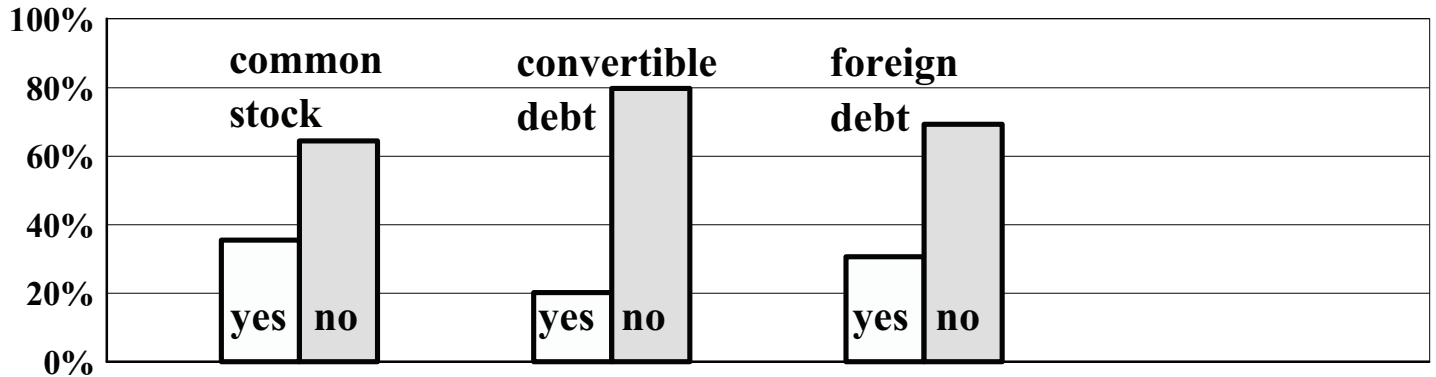 100%
80%
60%
40%
20%
0%
common
stock
convertible
debt
foreign
debt
yes no
yes no
yes no